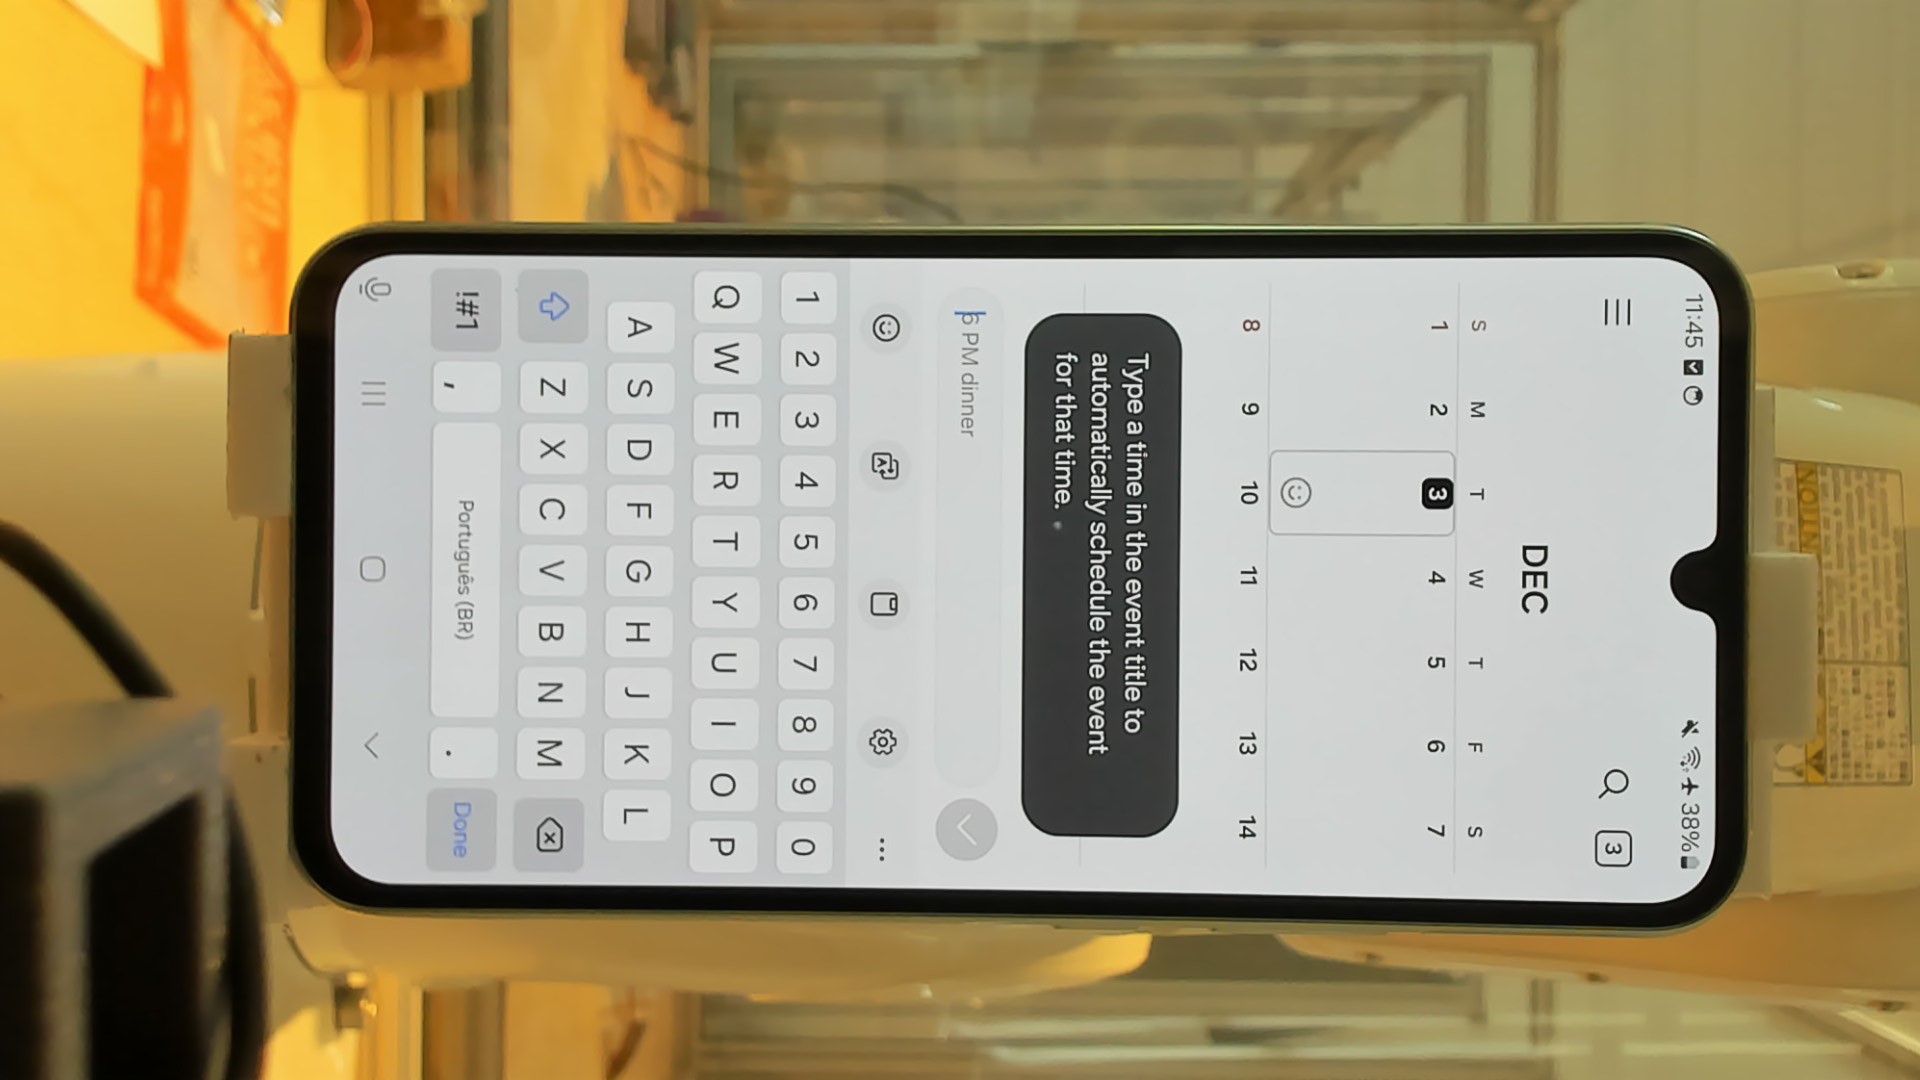 11:45 38%
3
DEC
S M T W T F S
1 2 3 4 5 6 7
8 9 10 11 12 13 14
Type a time in the event title to
automatically schedule the event
for that time.
6 PM dinner
1 2 3 4 5 6 7 8 9 0
Q W E R T Y U I O P
A S D F G H J K L
Z X C V B N M
!#1 , Português (BR) . Done